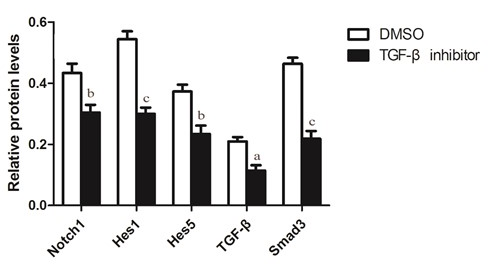 Relative protein levels
0.6
0.4
0.2
0.0
DMSO
TGF-β inhibitor
b
c
b
a
c
Notch1
Hes1
Hes5
TGF-β
Smad3